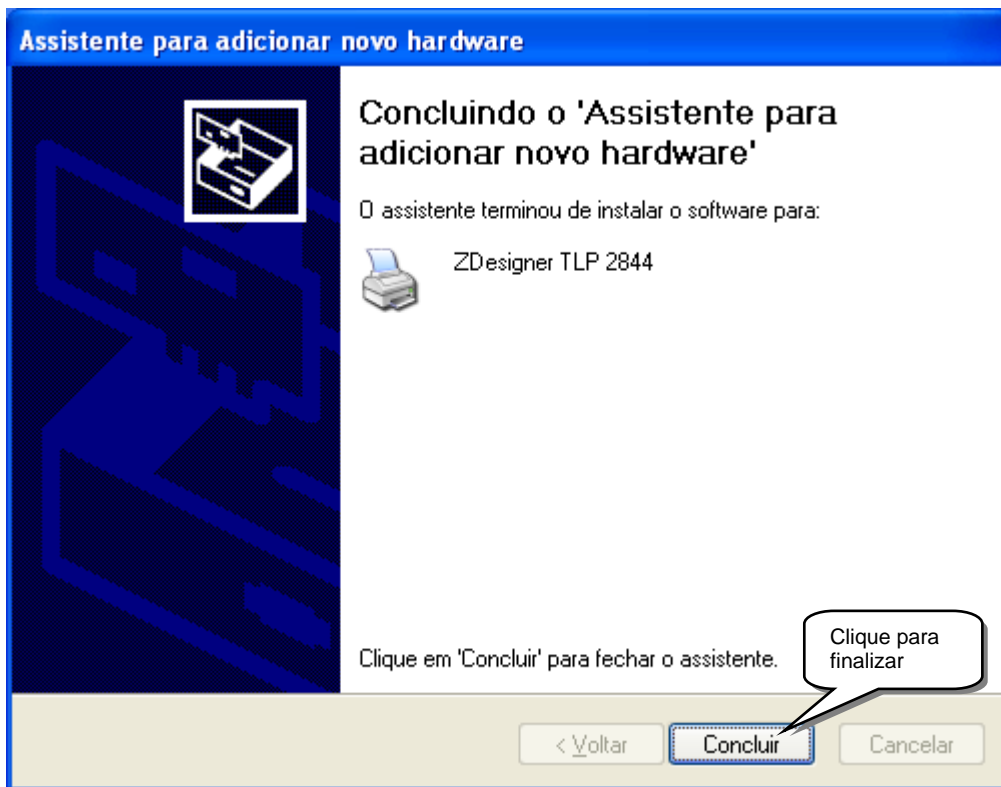 Assistente para adicionar novo hardware
Concluindo o 'Assistente para
adicionar novo hardware'
O assistente terminou de instalar o software para:
ZDesigner TLP 2844
Clique em 'Concluir' para fechar o assistente.
Clique para
finalizar
< Voltar
Concluir
Cancelar